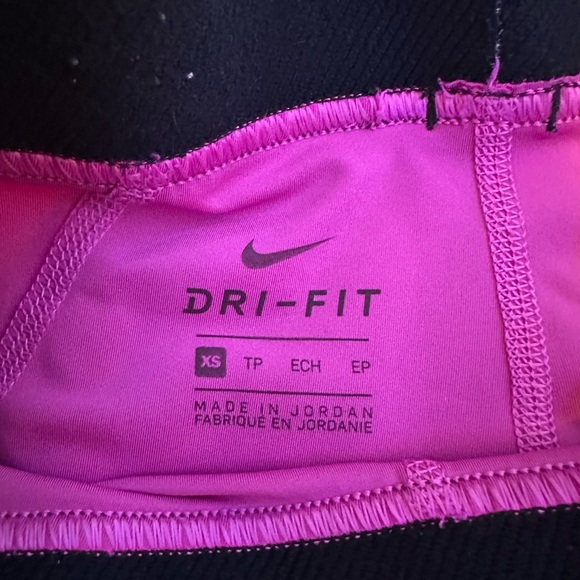 DRI-FIT
XS TP ECH EP
MADE IN JORDAN
FABRIQUÉ EN JORDANIE